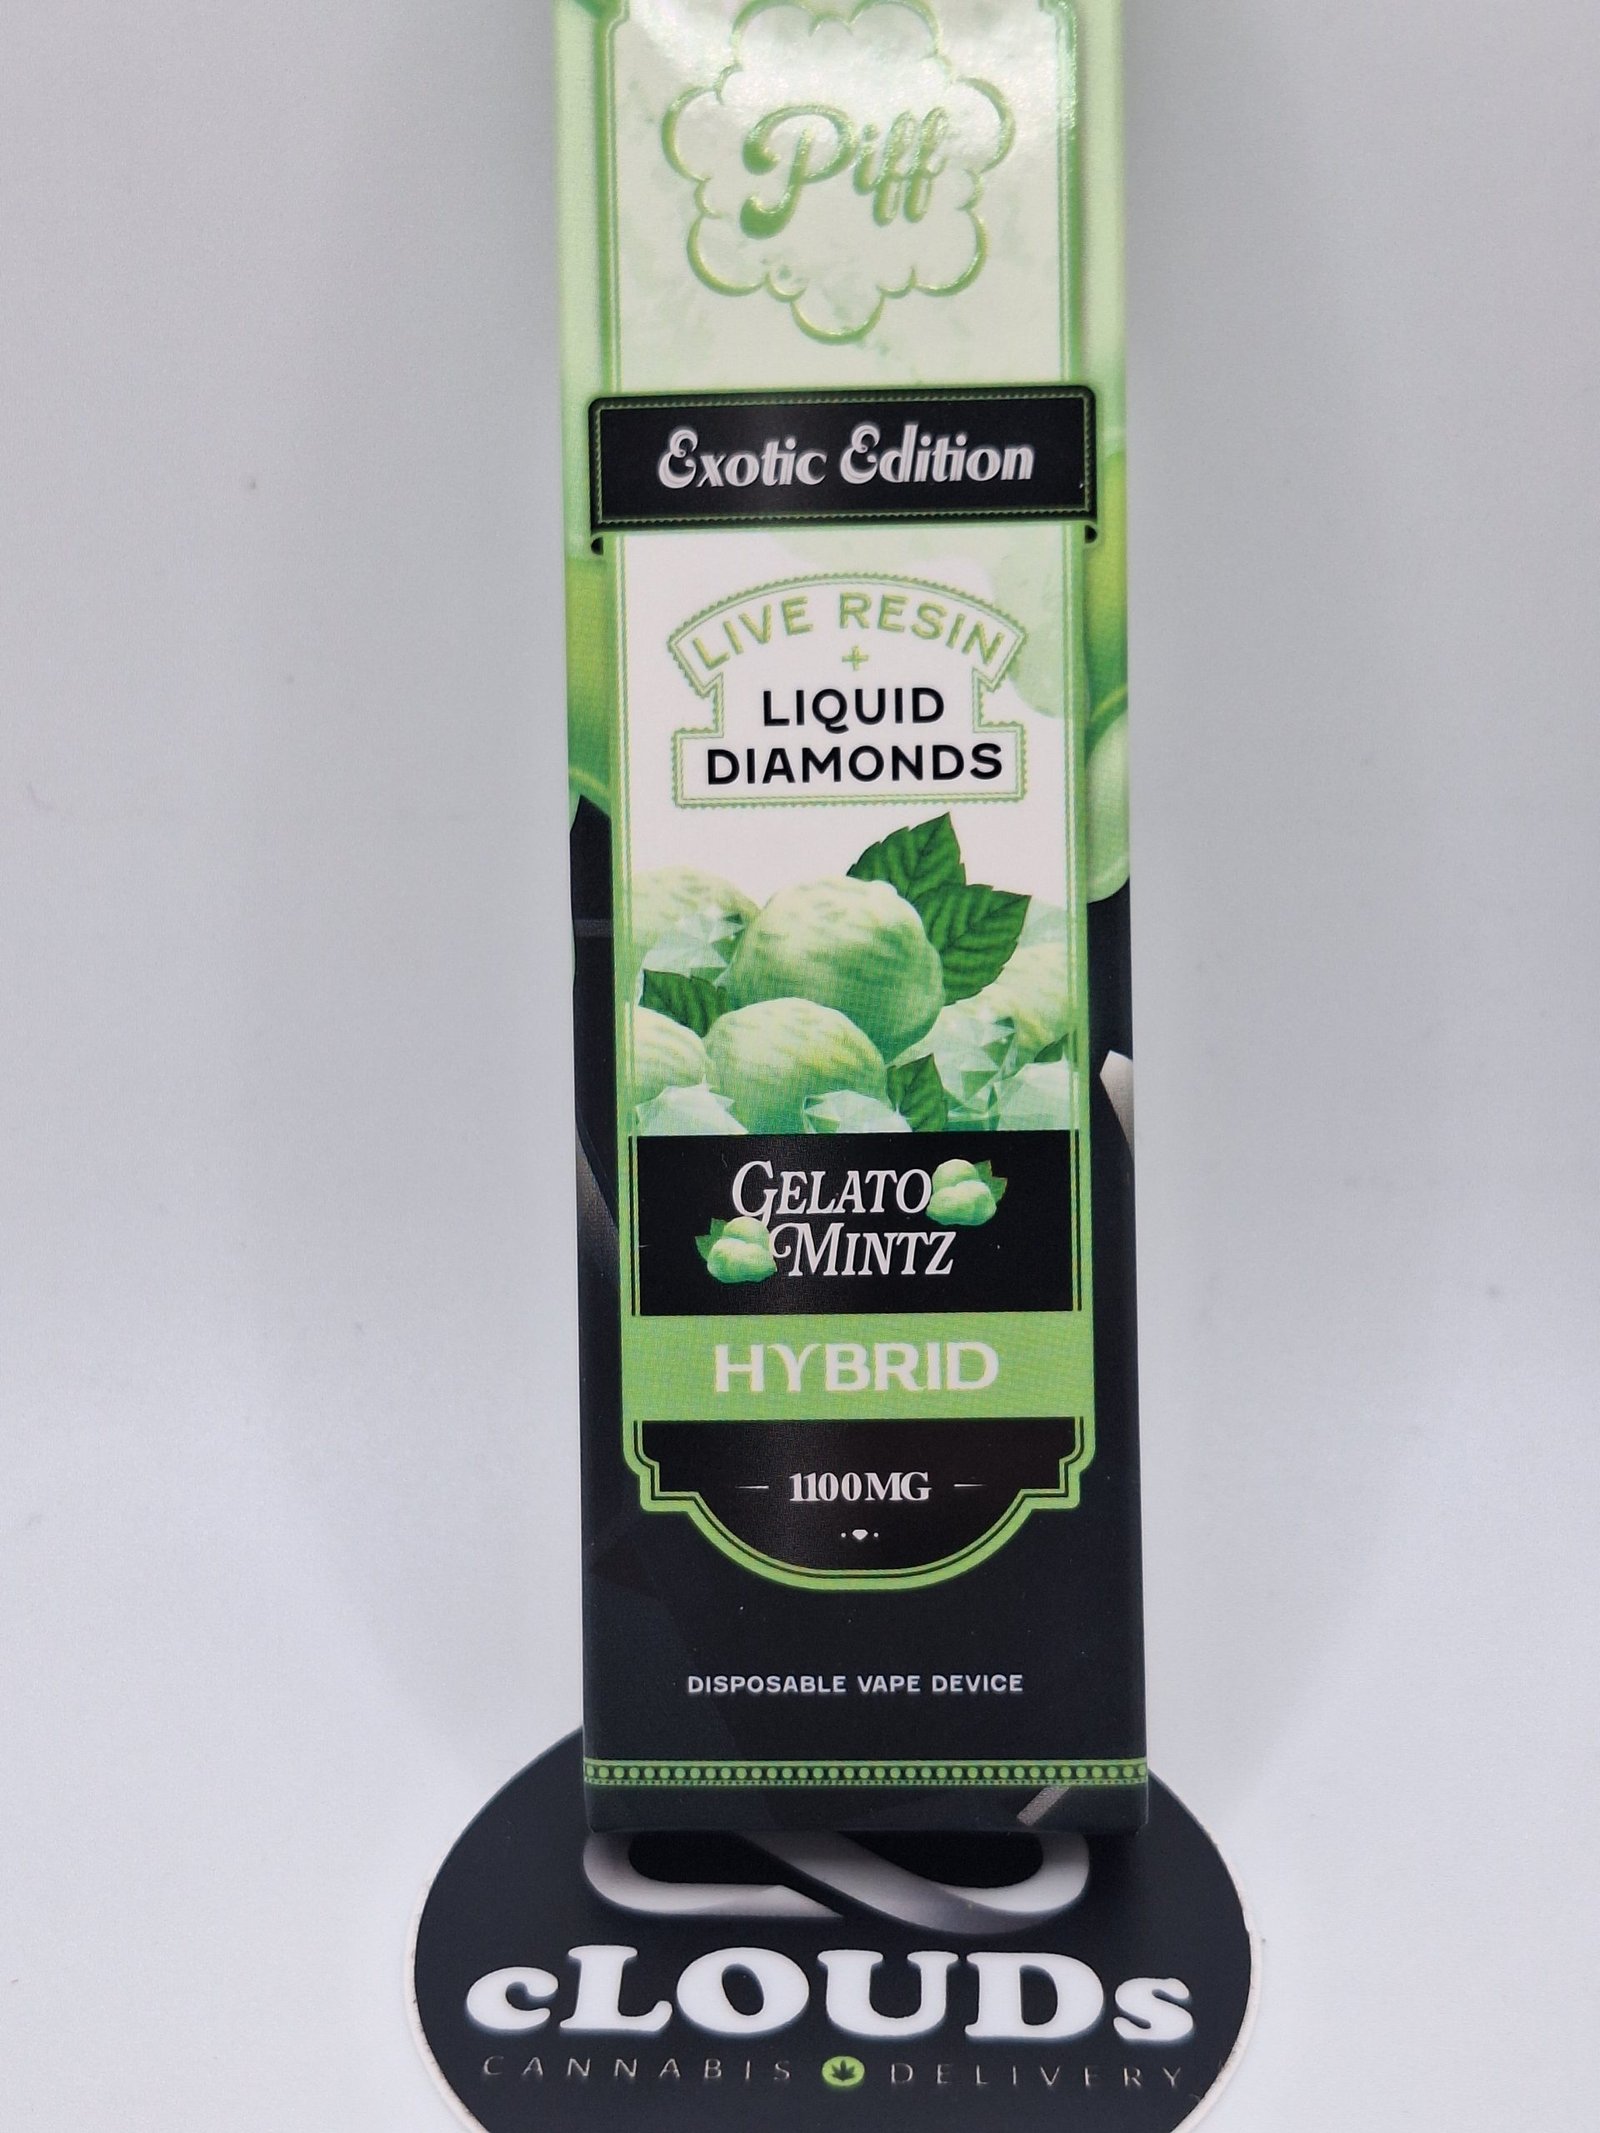 Piff
Exotic Edition
LIVE RESIN
+
LIQUID
DIAMONDS
GELATO
MINTZ
HYBRID
1100MG
DISPOSABLE VAPE DEVICE
cLOUDs
CANNABIS DELIVERY